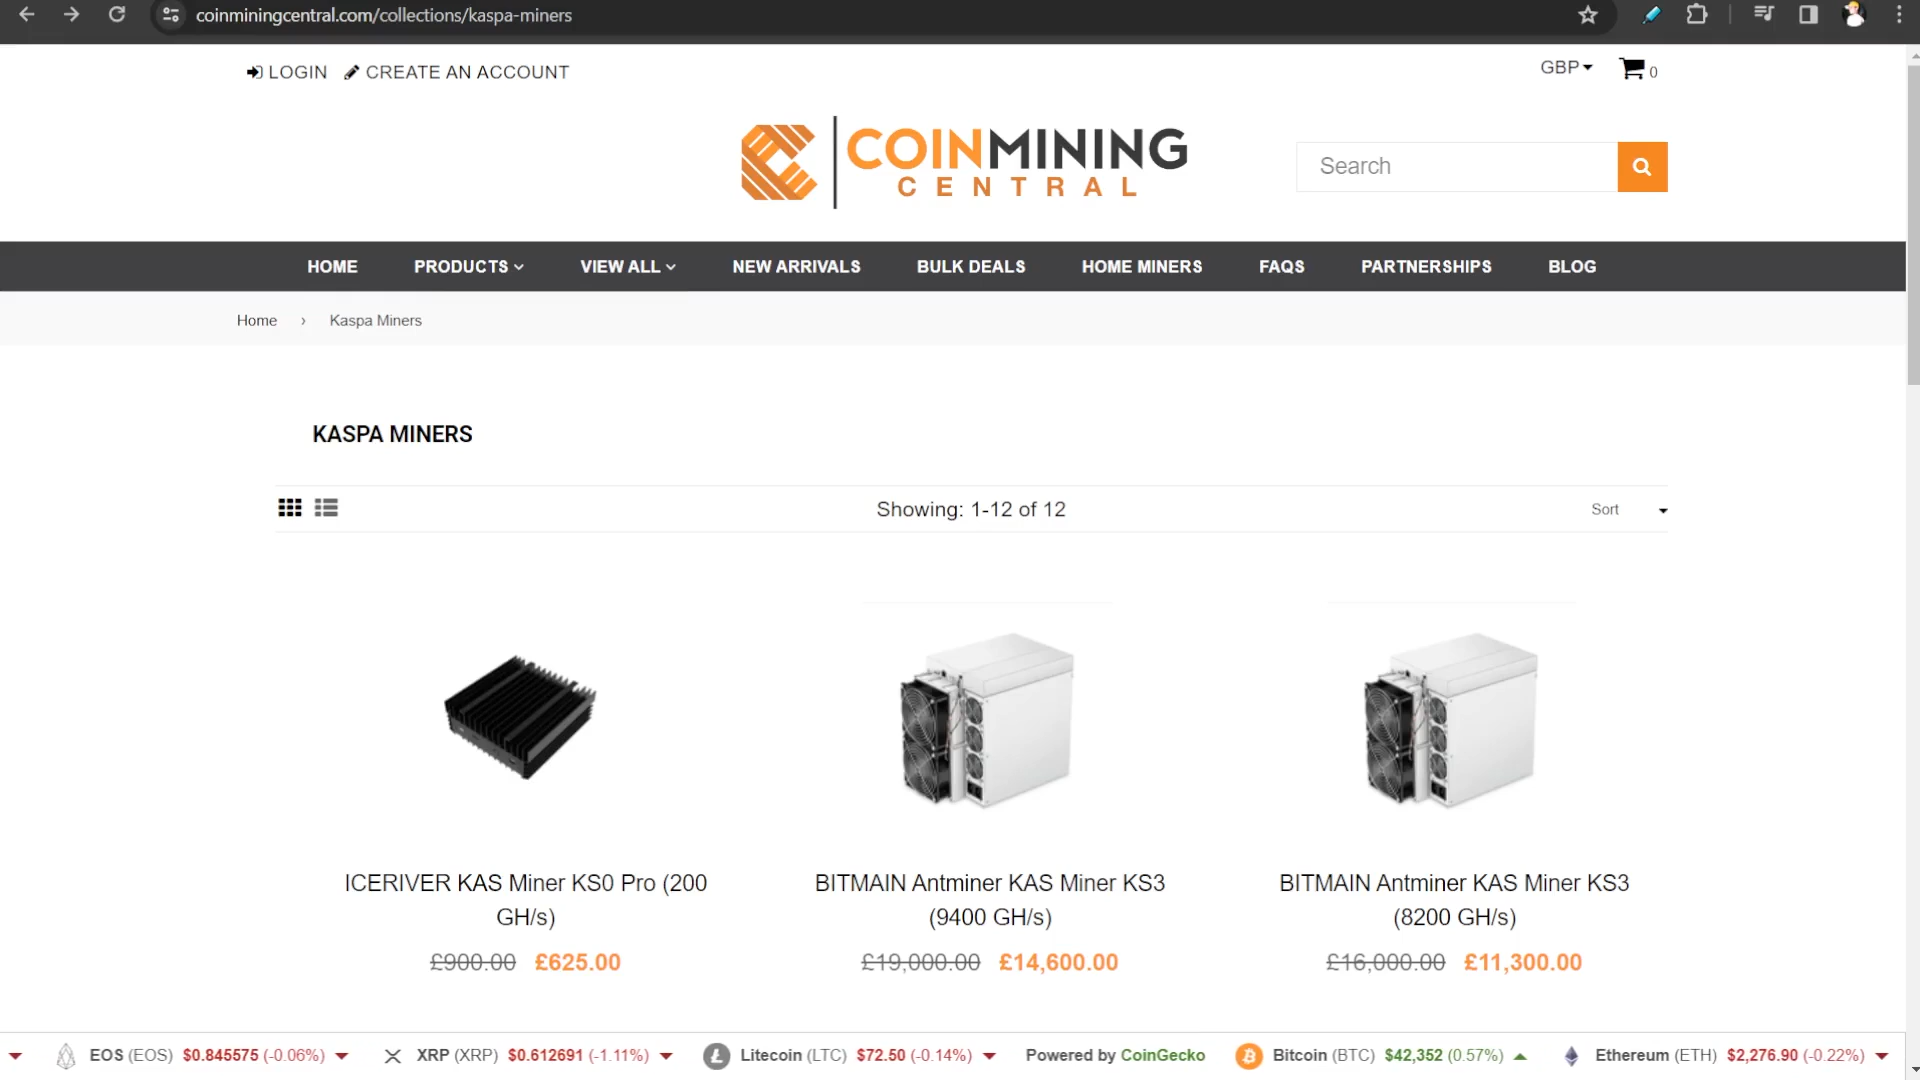 coinminingcentral.com/collections/kaspa-miners
LOGIN CREATE AN ACCOUNT
GBP 0
COINMINING
CENTRAL
Search
HOME PRODUCTS VIEW ALL NEW ARRIVALS BULK DEALS HOME MINERS FAQS PARTNERSHIPS BLOG
Home › Kaspa Miners
KASPA MINERS
Showing: 1-12 of 12
Sort
ICERIVER KAS Miner KS0 Pro (200
GH/s)
£900.00 £625.00
BITMAIN Antminer KAS Miner KS3
(9400 GH/s)
£19,000.00 £14,600.00
BITMAIN Antminer KAS Miner KS3
(8200 GH/s)
£16,000.00 £11,300.00
EOS (EOS) $0.845575 (-0.06%) XRP (XRP) $0.612691 (-1.11%) Litecoin (LTC) $72.50 (-0.14%) Powered by CoinGecko Bitcoin (BTC) $42,352 (0.57%) Ethereum (ETH) $2,276.90 (-0.22%)